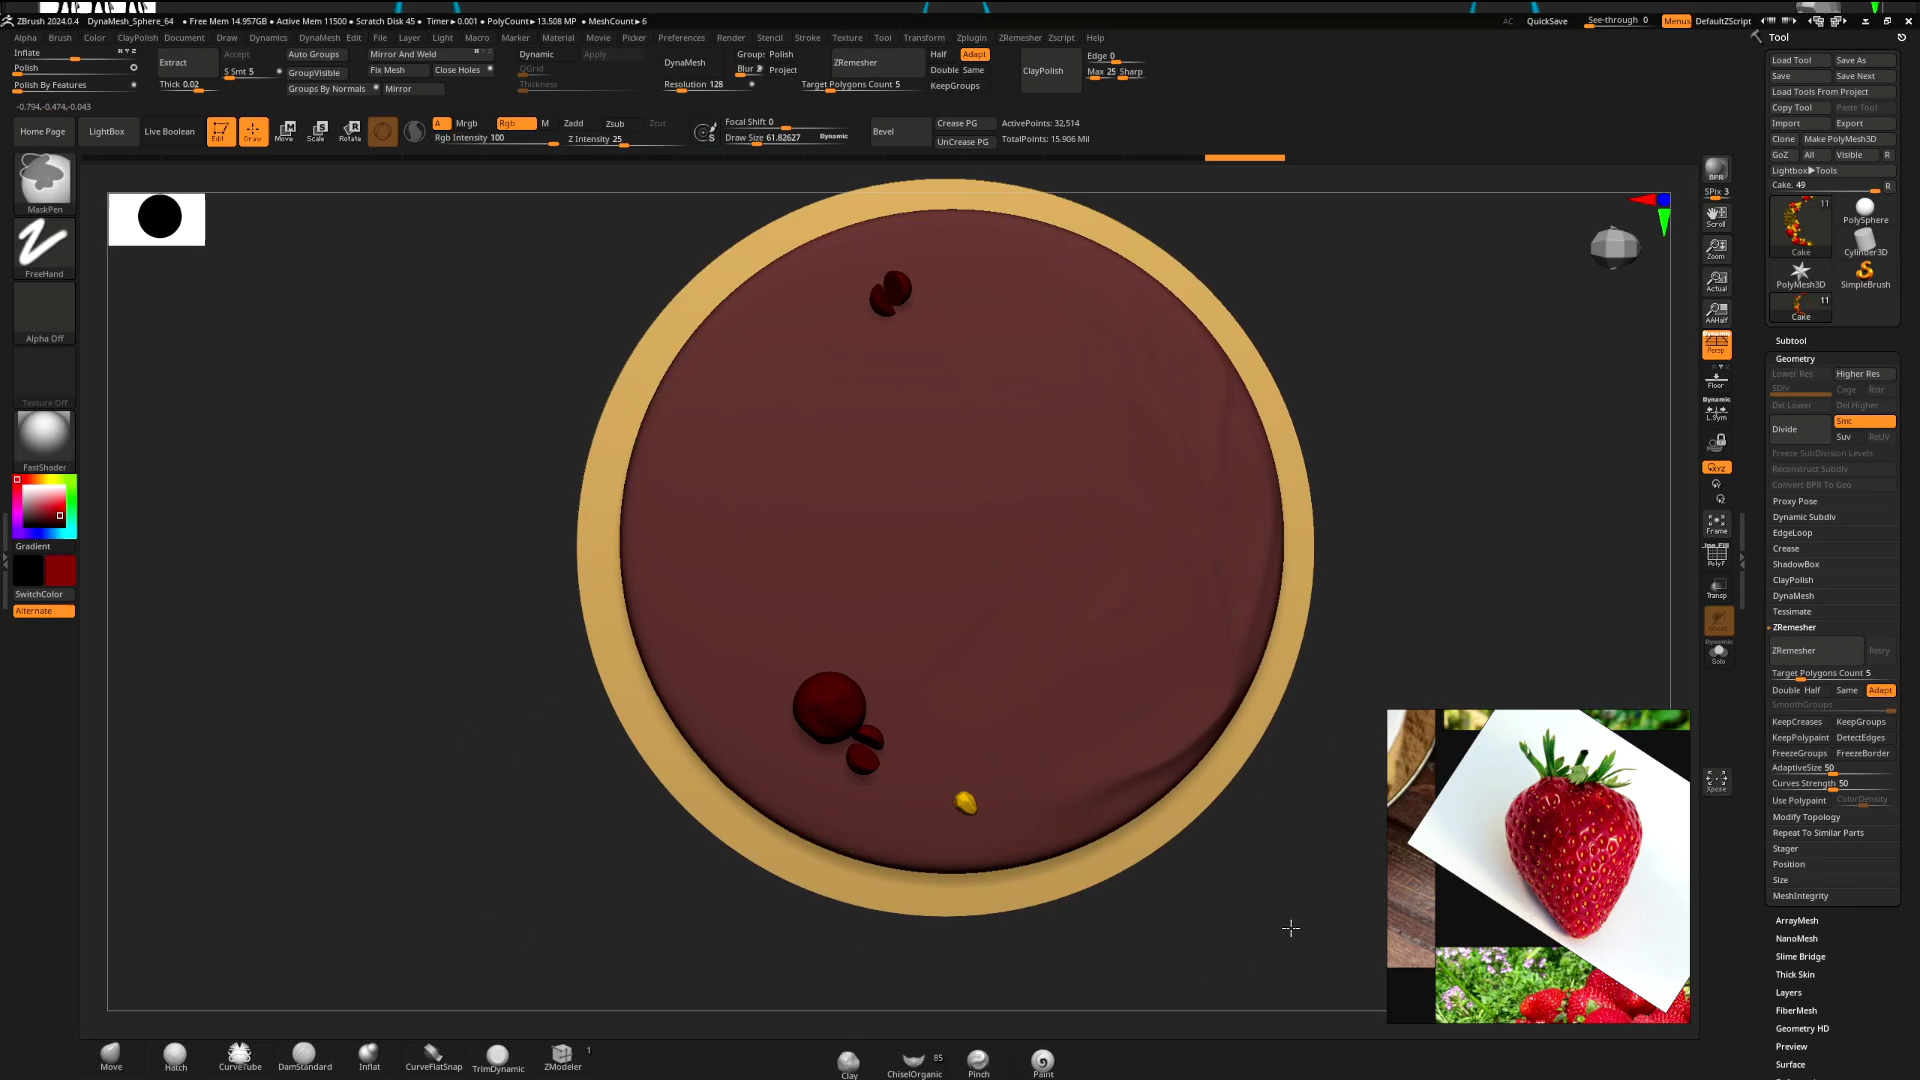 ZBrush 2024.0.4 DynaMesh_Sphere_64 • Free Mem 14.957GB • Active Mem 11500 • Scratch Disk 45 • Timer▸0.001 • PolyCount▸13.508 MP • MeshCount▸6
AC QuickSave See-through 0 Menus DefaultZScript
Alpha Brush Color ClayPolish Document Draw Dynamics DynaMesh Edit File Layer Light Macro Marker Material Movie Picker Preferences Render Stencil Stroke Texture Tool Transform Zplugin ZRemesher Zscript Help
Inflate
Polish
Polish By Features
Extract
Accept
S Smt 5
Thick 0.02
Auto Groups
GroupVisible
Groups By Normals
Mirror And Weld
Fix Mesh
Close Holes
Mirror
Dynamic
Apply
QGrid
Thickness
DynaMesh
Resolution 128
Groups
Polish
Blur 2
Project
ZRemesher
Target Polygons Count 5
Half
Adapt
Double
Same
KeepGroups
ClayPolish
Edge 0
Max 25
Sharp
-0.794,-0.474,-0.043
Home Page
LightBox
Live Boolean
Edit
Draw
Move
Scale
Rotate
A
Mrgb
Rgb
M
Rgb Intensity 100
Zadd
Zsub
Zcut
Z Intensity 25
S
Focal Shift 0
Draw Size 61.82627
Dynamic
Bevel
Crease PG
UnCrease PG
ActivePoints: 32,514
TotalPoints: 15.906 Mil
MaskPen
FreeHand
Alpha Off
Texture Off
FastShader
Gradient
SwitchColor
Alternate
BPR
SPix 3
Scroll
Zoom
Actual
AAHalf
Dynamic
Persp
Floor
Dynamic
L.Sym
XYZ
Y
Z
Frame
Line Fill
PolyF
Transp
Ghost
Dynamic
Solo
Xpose
Tool
Load Tool
Save As
Save
Save Next
Load Tools From Project
Copy Tool
Paste Tool
Import
Export
Clone
Make PolyMesh3D
GoZ
All
Visible
R
Lightbox▸Tools
Cake. 49
R
11
Cake
PolySphere
Cylinder3D
PolyMesh3D
SimpleBrush
11
Cake
Subtool
Geometry
Lower Res
Higher Res
SDiv
Cage
Rstr
Del Lower
Del Higher
Divide
Smt
Suv
ReUV
Freeze SubDivision Levels
Reconstruct Subdiv
Convert BPR To Geo
Proxy Pose
Dynamic Subdiv
EdgeLoop
Crease
ShadowBox
ClayPolish
DynaMesh
Tessimate
ZRemesher
ZRemesher
Retry
Target Polygons Count 5
Double
Half
Same
Adapt
SmoothGroups
KeepCreases
KeepGroups
KeepPolypaint
DetectEdges
FreezeGroups
FreezeBorder
AdaptiveSize 50
Curves Strength 50
Use Polypaint
ColorDensity
Modify Topology
Repeat To Similar Parts
Stager
Position
Size
MeshIntegrity
ArrayMesh
NanoMesh
Slime Bridge
Thick Skin
Layers
FiberMesh
Geometry HD
Preview
Surface
Move
Hatch
CurveTube
DamStandard
Inflat
CurveFlatSnap
TrimDynamic
ZModeler
1
Clay
ChiselOrganic
85
Pinch
Paint